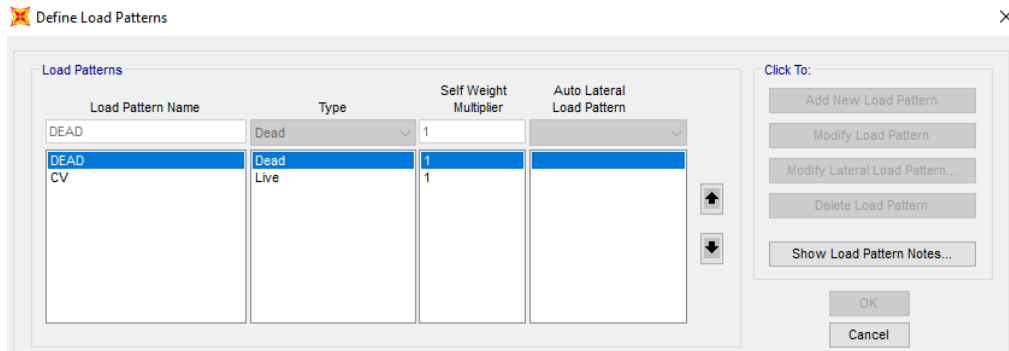 Define Load Patterns
Load Patterns
Click To:
Load Pattern Name
Type
Self Weight
Multiplier
Auto Lateral
Load Pattern
DEAD
Dead
1
DEAD
Dead
1
CV
Live
1
Add New Load Pattern
Modify Load Pattern
Modify Lateral Load Pattern...
Delete Load Pattern
Show Load Pattern Notes...
OK
Cancel